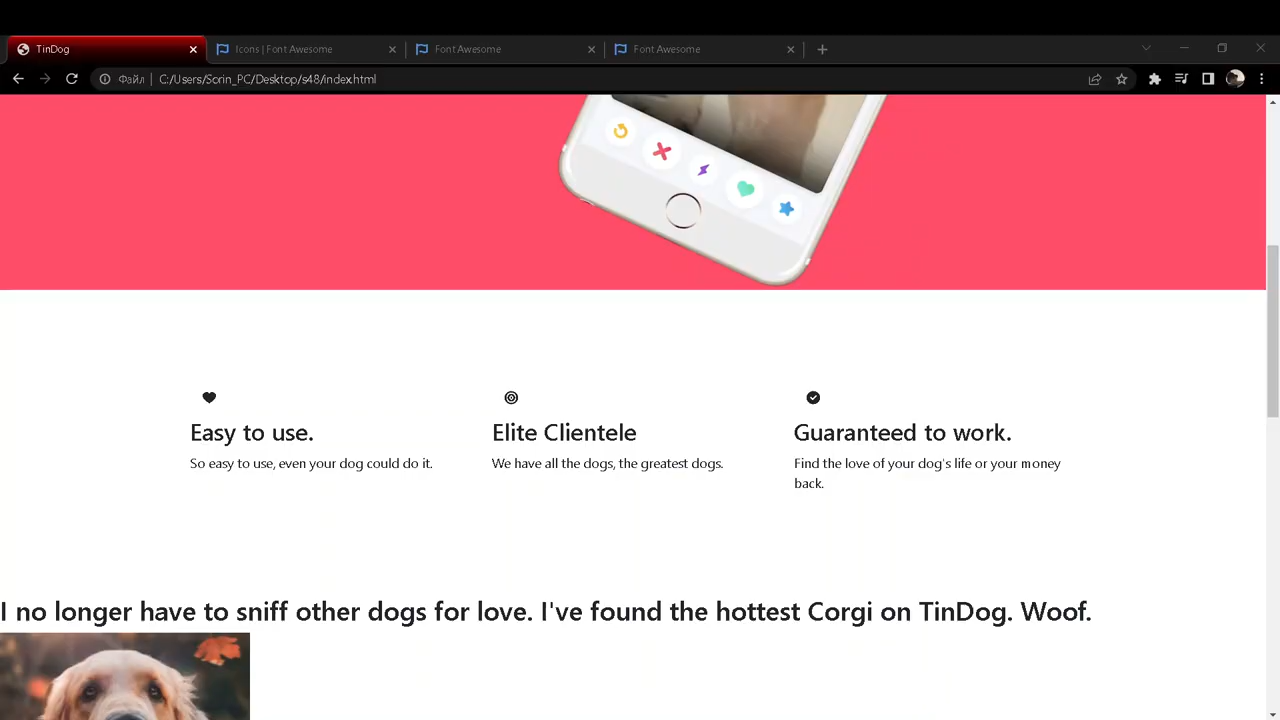 TinDog
Icons | Font Awesome
Font Awesome
Font Awesome
Файл
C:/Users/Sorin_PC/Desktop/s48/index.html
Easy to use.
So easy to use, even your dog could do it.
Elite Clientele
We have all the dogs, the greatest dogs.
Guaranteed to work.
Find the love of your dog's life or your money
back.
I no longer have to sniff other dogs for love. I've found the hottest Corgi on TinDog. Woof.